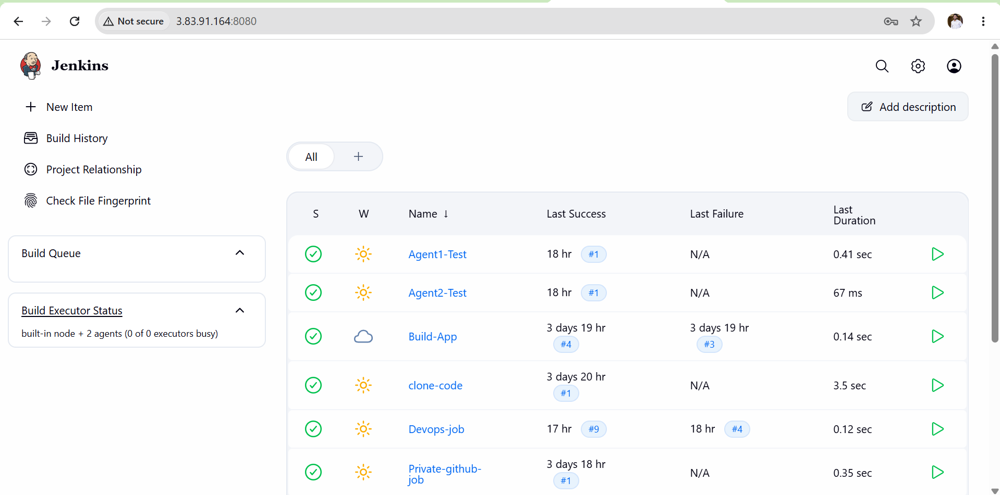 Not secure 3.83.91.164:8080
Jenkins
New Item
Add description
Build History
Project Relationship
Check File Fingerprint
Build Queue
Build Executor Status
built-in node + 2 agents (0 of 0 executors busy)
All
S W Name ↓ Last Success Last Failure Last Duration
Agent1-Test 18 hr #1 N/A 0.41 sec
Agent2-Test 18 hr #1 N/A 67 ms
Build-App 3 days 19 hr #4 3 days 19 hr #3 0.14 sec
clone-code 3 days 20 hr #1 N/A 3.5 sec
Devops-job 17 hr #9 18 hr #4 0.12 sec
Private-github-job 3 days 18 hr #1 N/A 0.35 sec